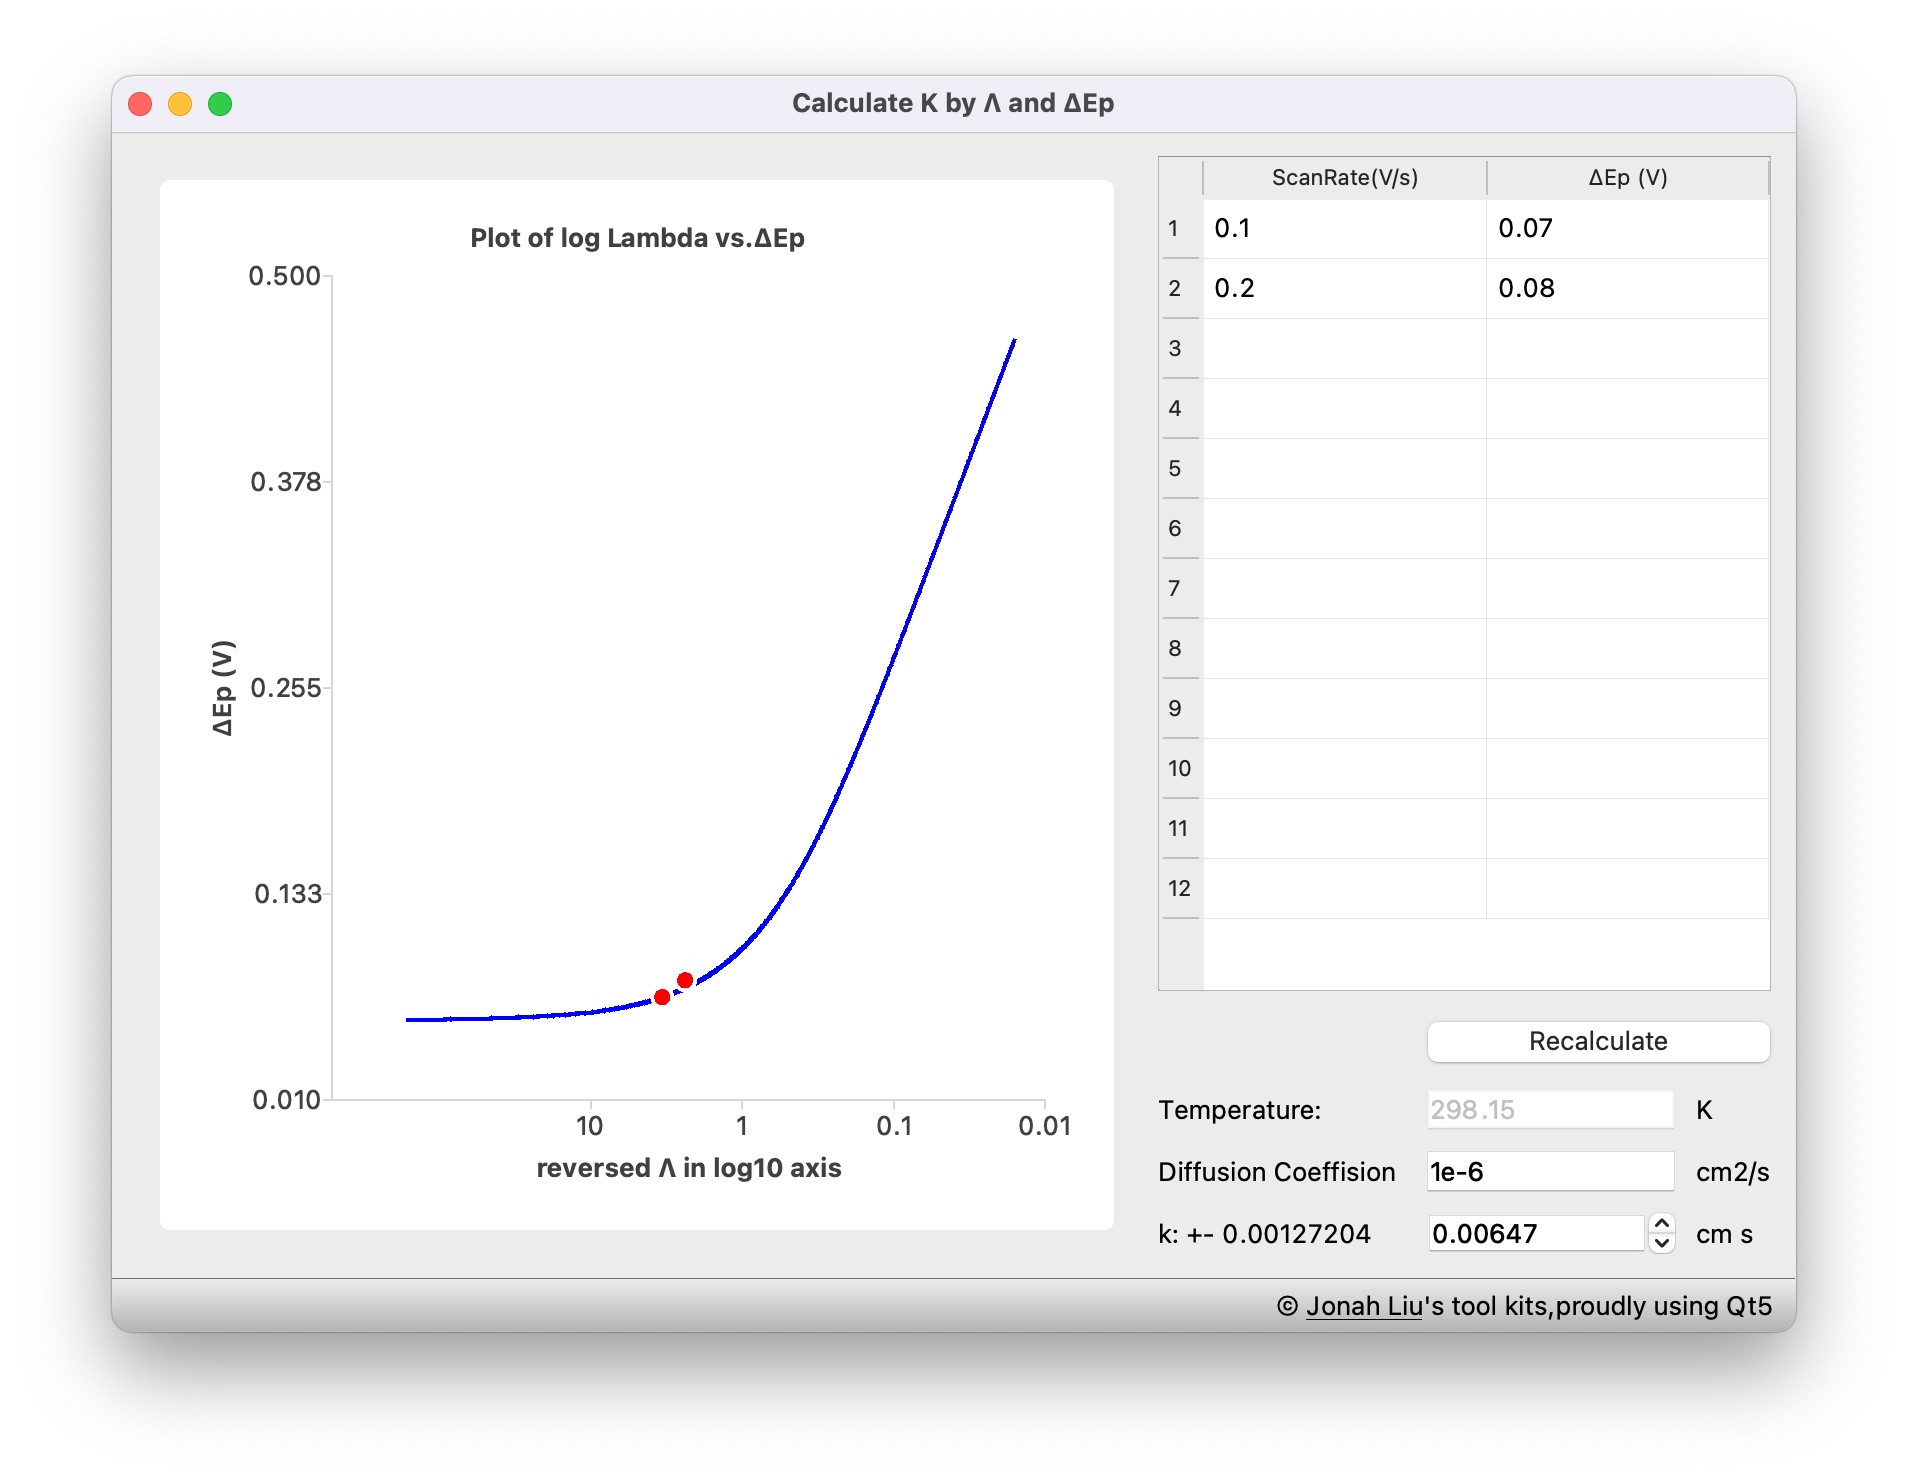 Calculate K by Λ and ΔEp
Plot of log Lambda vs.ΔEp
0.500
0.378
0.255
0.133
0.010
ΔEp (V)
10 1 0.1 0.01
reversed Λ in log10 axis
ScanRate(V/s) ΔEp (V)
1 0.1 0.07
2 0.2 0.08
3
4
5
6
7
8
9
10
11
12
Recalculate
Temperature: 298.15 K
Diffusion Coeffision 1e-6 cm2/s
k: +- 0.00127204 0.00647 cm s
© Jonah Liu's tool kits,proudly using Qt5